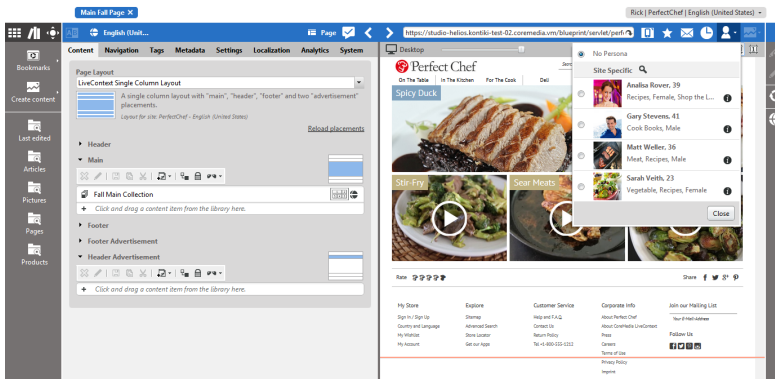 Main Fall Page ×
Rick | PerfectChef | English (United States)
English (Unit...
Page
https://studio-helios.kontiki-test-02.coremedia.vm/blueprint/servlet/perf
Bookmarks
Create content
Last edited
Articles
Pictures
Pages
Products
Content Navigation Tags Metadata Settings Localization Analytics System
Page Layout
LiveContext Single Column Layout
A single column layout with "main", "header", "footer" and two "advertisement"
placements.
Layout for Site: PerfectChef - English (United States)
Reload placements
Header
Main
Fall Main Collection
+ Click and drag a content item from the library here.
Footer
Footer Advertisement
Header Advertisement
+ Click and drag a content item from the library here.
Desktop
Perfect Chef
On The Table In The Kitchen For The Cook Deli
Spicy Duck
Stir-Fry
Sear Meats
No Persona
Site Specific
Analisa Rover, 39
Recipes, Female, Shop the L...
Gary Stevens, 41
Cook Books, Male
Matt Weller, 36
Meat, Recipes, Male
Sarah Veith, 23
Vegetable, Recipes, Female
Close
Rate
Share
My Store Explore Customer Service Corporate Info Join our Mailing List
Sign In / Sign Up Sitemap Help and F.A.Q. About Perfect Chef Your E-Mail-Address
Country and Language Advanced Search Contact Us About CoreMedia LiveContext
My Wishlist Store Locator Return Policy Press Follow Us
My Account Get our Apps Tel +1-800-555-1212 Careers
Terms of Use
Privacy Policy
Imprint